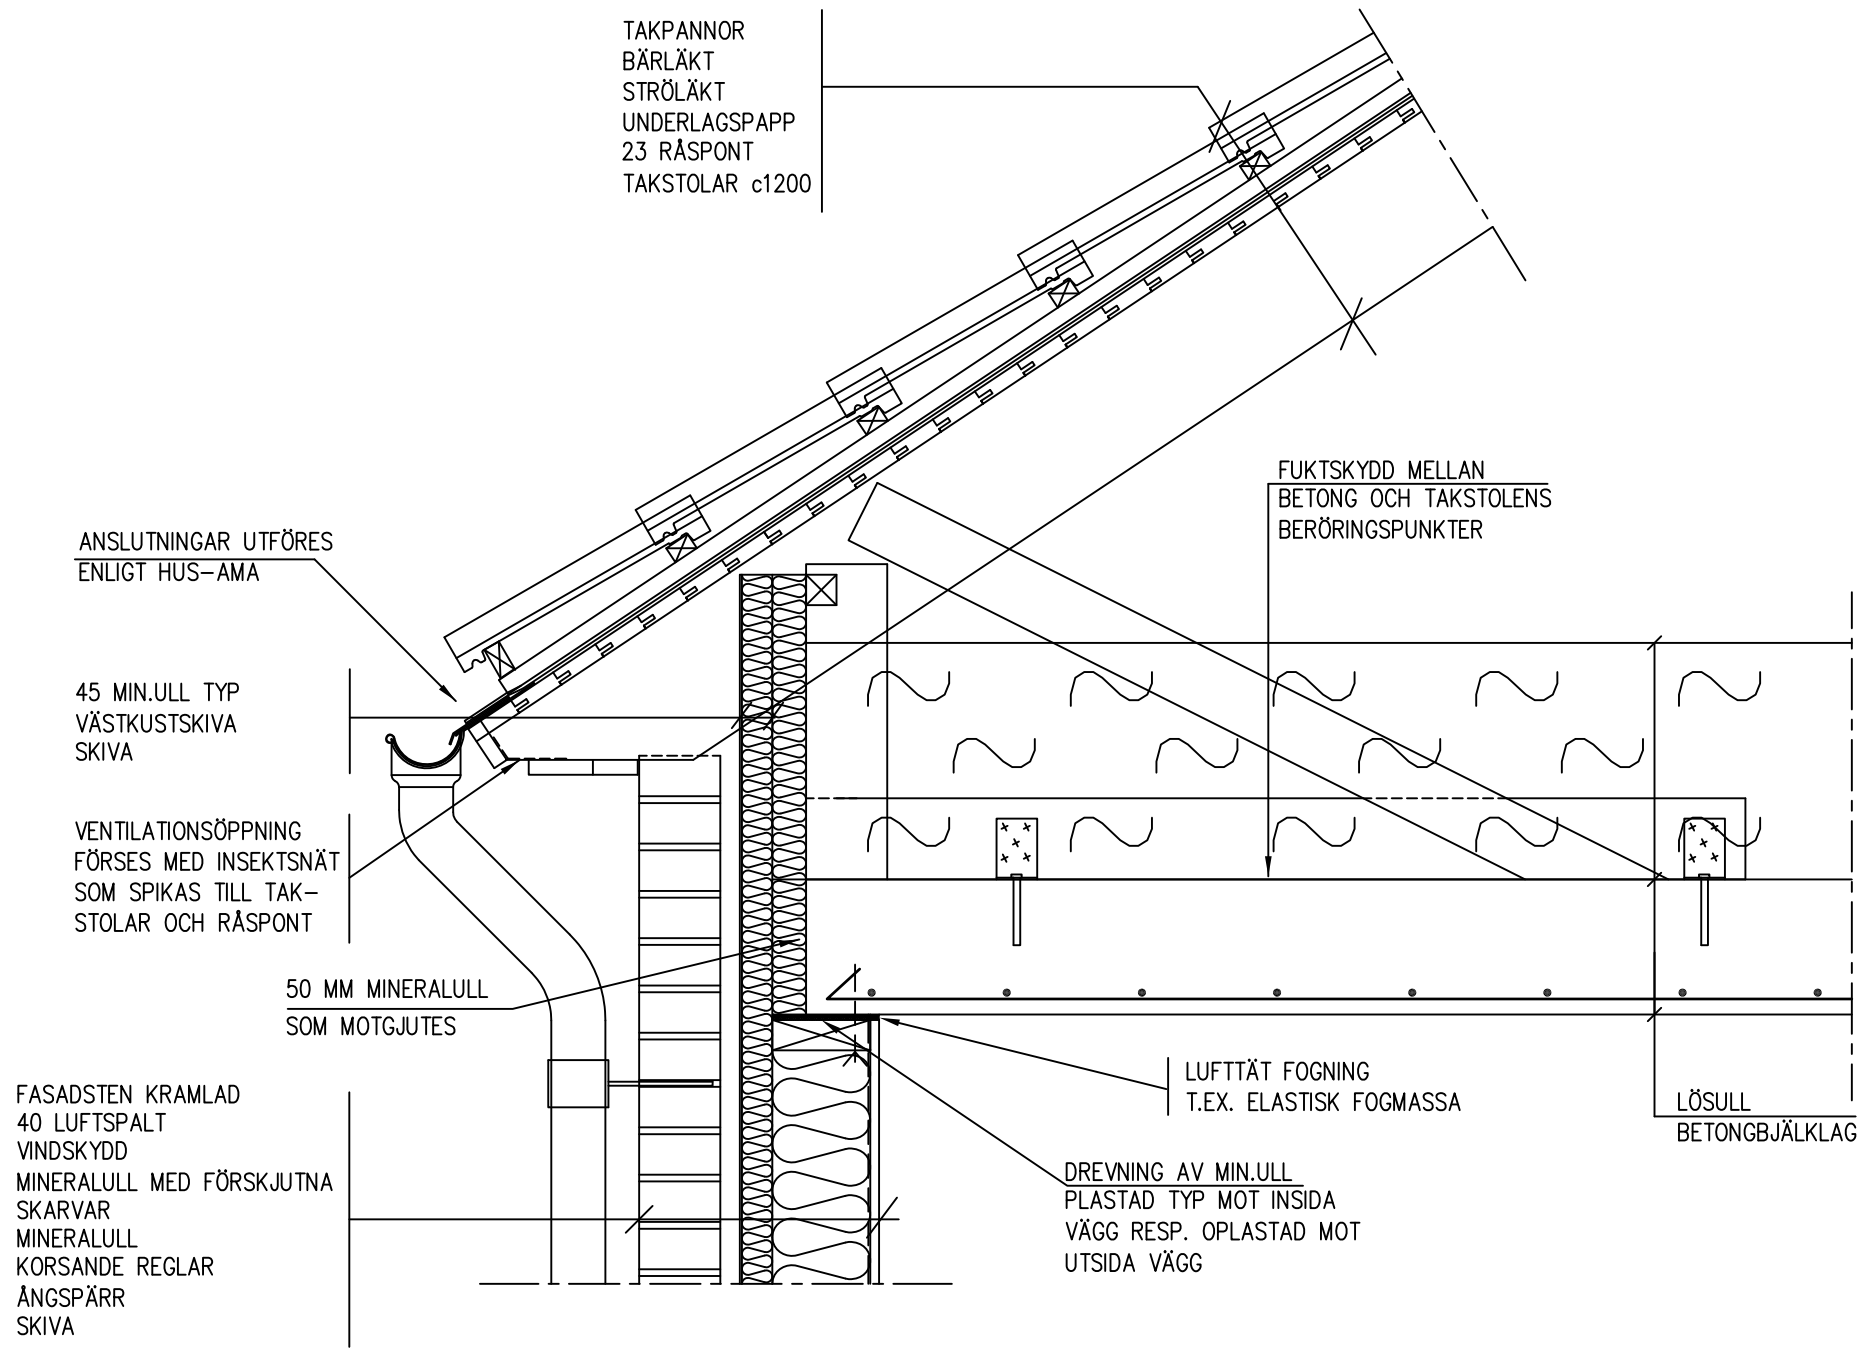 TAKPANNOR
BÄRLÄKT
STRÖLÄKT
UNDERLAGSPAPP
23 RÅSPONT
TAKSTOLAR c1200
FUKTSKYDD MELLAN
BETONG OCH TAKSTOLENS
BERÖRINGSPUNKTER
ANSLUTNINGAR UTFÖRES
ENLIGT HUS-AMA
45 MIN.ULL TYP
VÄSTKUSTSKIVA
SKIVA
VENTILATIONSÖPPNING
FÖRSES MED INSEKTSNÄT
SOM SPIKAS TILL TAK-
STOLAR OCH RÅSPONT
50 MM MINERALULL
SOM MOTGJUTES
FASADSTEN KRAMLAD
40 LUFTSPALT
VINDSKYDD
MINERALULL MED FÖRSKJUTNA
SKARVAR
MINERALULL
KORSANDE REGLAR
ÅNGSPÄRR
SKIVA
LUFTTÄT FOGNING
T.EX. ELASTISK FOGMASSA
DREVNING AV MIN.ULL
PLASTAD TYP MOT INSIDA
VÄGG RESP. OPLASTAD MOT
UTSIDA VÄGG
LÖSULL
BETONGBJÄLKLAG